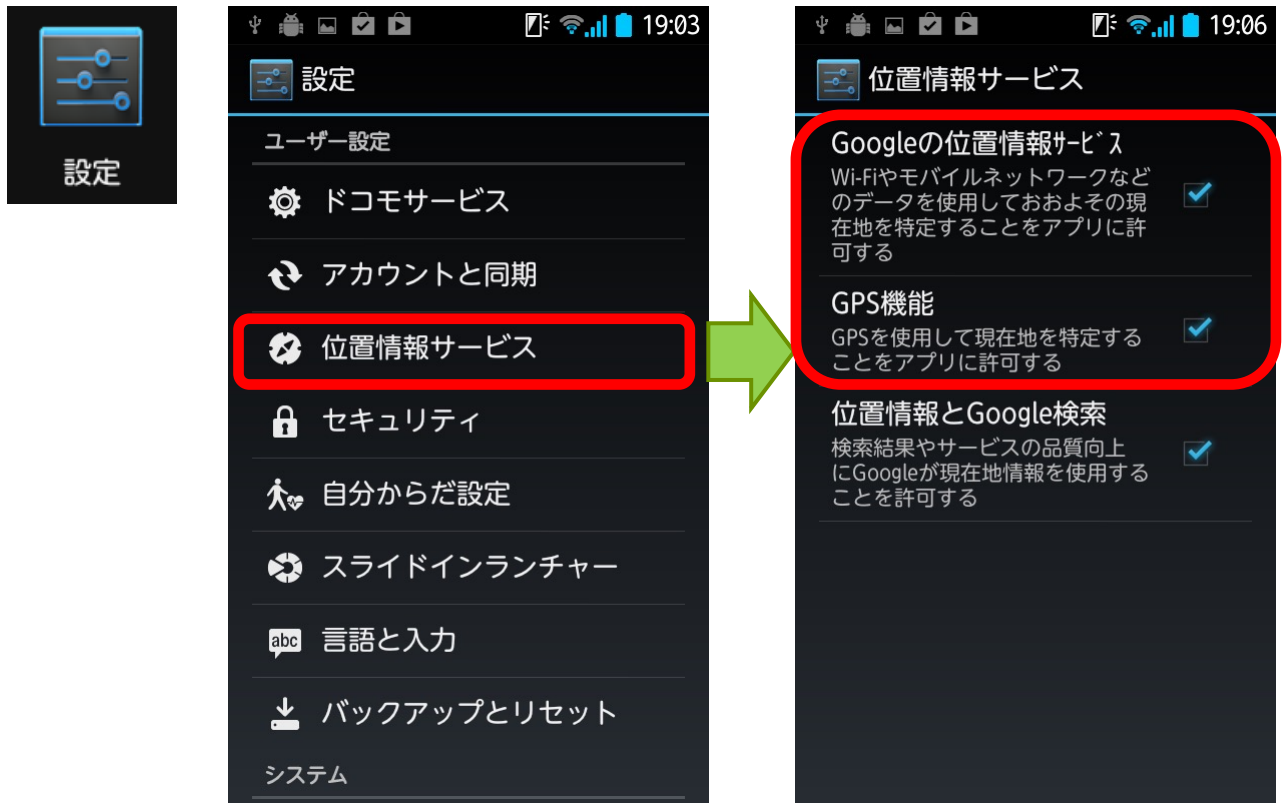 設定
19:03
設定
ユーザー設定
ドコモサービス
アカウントと同期
位置情報サービス
セキュリティ
自分からだ設定
スライドインランチャー
abc 言語と入力
バックアップとリセット
システム
19:06
位置情報サービス
Googleの位置情報ｻｰﾋﾞｽ
Wi-Fiやモバイルネットワークなど
のデータを使用しておおよその現
在地を特定することをアプリに許
可する
GPS機能
GPSを使用して現在地を特定する
ことをアプリに許可する
位置情報とGoogle検索
検索結果やサービスの品質向上
にGoogleが現在地情報を使用する
ことを許可する